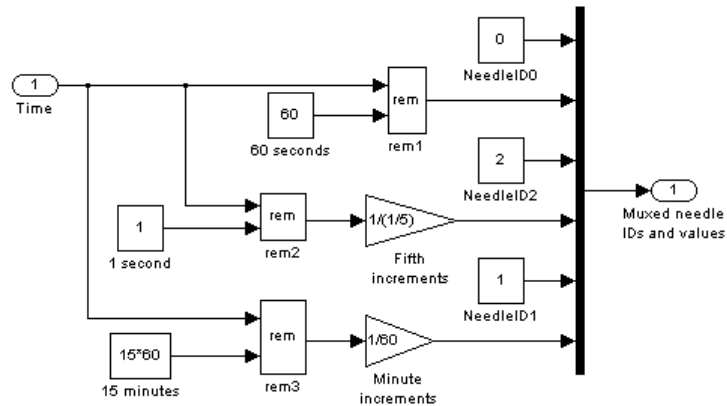 0
NeedleID0
1
Time
rem
rem1
60
60 seconds
2
NeedleID2
1
Muxed needle
IDs and values
1
1 second
rem
rem2
1/(1/5)
Fifth
increments
1
NeedleID1
15*60
15 minutes
rem
rem3
1/60
Minute
increments